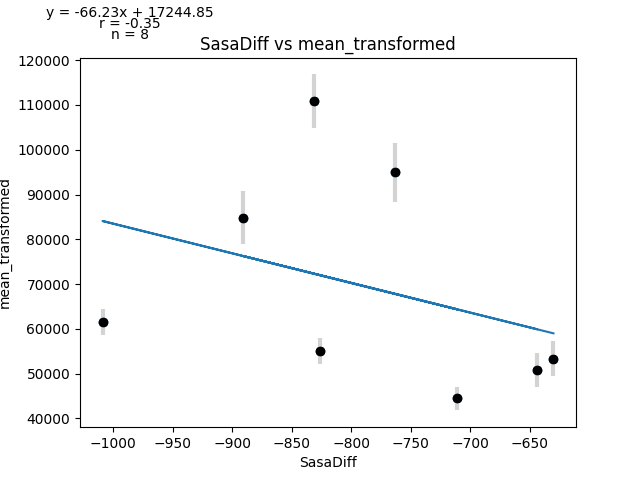 y = -66.23x + 17244.85
r = -0.35
n = 8
SasaDiff vs mean_transformed
120000
110000
100000
90000
80000
70000
60000
50000
40000
mean_transformed
−1000
−950
−900
−850
−800
−750
−700
−650
SasaDiff